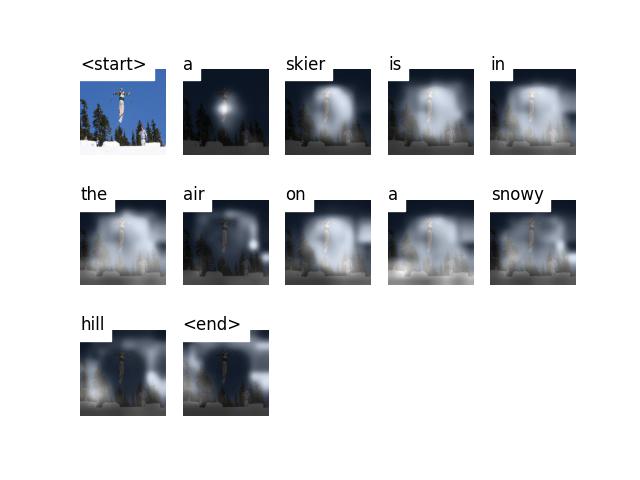 <start> a skier is in
the air on a snowy
hill <end>